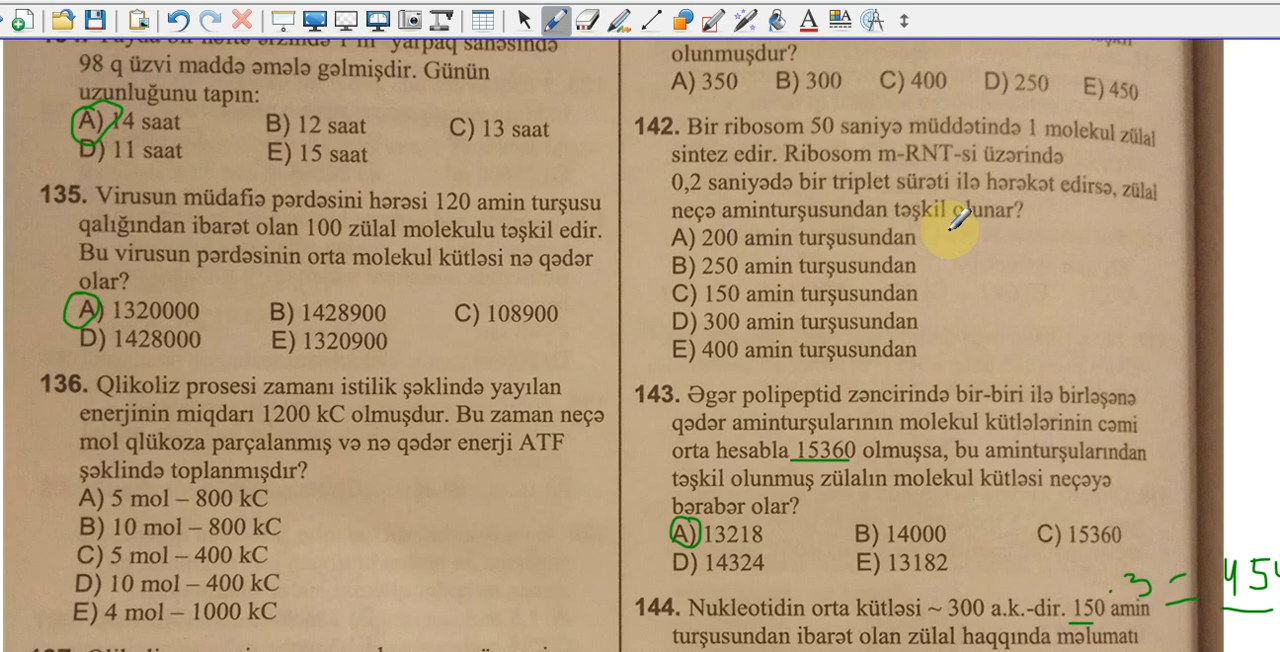 yarpaq sahəsində
98 q üzvi maddə əmələ gəlmişdir. Günün
uzunluğunu tapın:
A) 14 saat B) 12 saat C) 13 saat
D) 11 saat E) 15 saat
135. Virusun müdafiə pərdəsini hərəsi 120 amin turşusu
qalığından ibarət olan 100 zülal molekulu təşkil edir.
Bu virusun pərdəsinin orta molekul kütləsi nə qədər
olar?
A) 1320000 B) 1428900 C) 108900
D) 1428000 E) 1320900
136. Qlikoliz prosesi zamanı istilik şəklində yayılan
enerjinin miqdarı 1200 kC olmuşdur. Bu zaman neçə
mol qlükoza parçalanmış və nə qədər enerji ATF
şəklində toplanmışdır?
A) 5 mol – 800 kC
B) 10 mol – 800 kC
C) 5 mol – 400 kC
D) 10 mol – 400 kC
E) 4 mol – 1000 kC
olunmuşdur?
A) 350 B) 300 C) 400 D) 250 E) 450
142. Bir ribosom 50 saniyə müddətində 1 molekul zülal
sintez edir. Ribosom m-RNT-si üzərində
0,2 saniyədə bir triplet sürəti ilə hərəkət edirsə, zülal
neçə aminturşusundan təşkil olunar?
A) 200 amin turşusundan
B) 250 amin turşusundan
C) 150 amin turşusundan
D) 300 amin turşusundan
E) 400 amin turşusundan
143. Əgər polipeptid zəncirində bir-biri ilə birləşənə
qədər aminturşularının molekul kütlələrinin cəmi
orta hesabla 15360 olmuşsa, bu aminturşularından
təşkil olunmuş zülalın molekul kütləsi neçəyə
bərabər olar?
A) 13218 B) 14000 C) 15360
D) 14324 E) 13182
.3 = 45
144. Nukleotidin orta kütləsi ~ 300 a.k.-dir. 150 amin
turşusundan ibarət olan zülal haqqında məlumatı